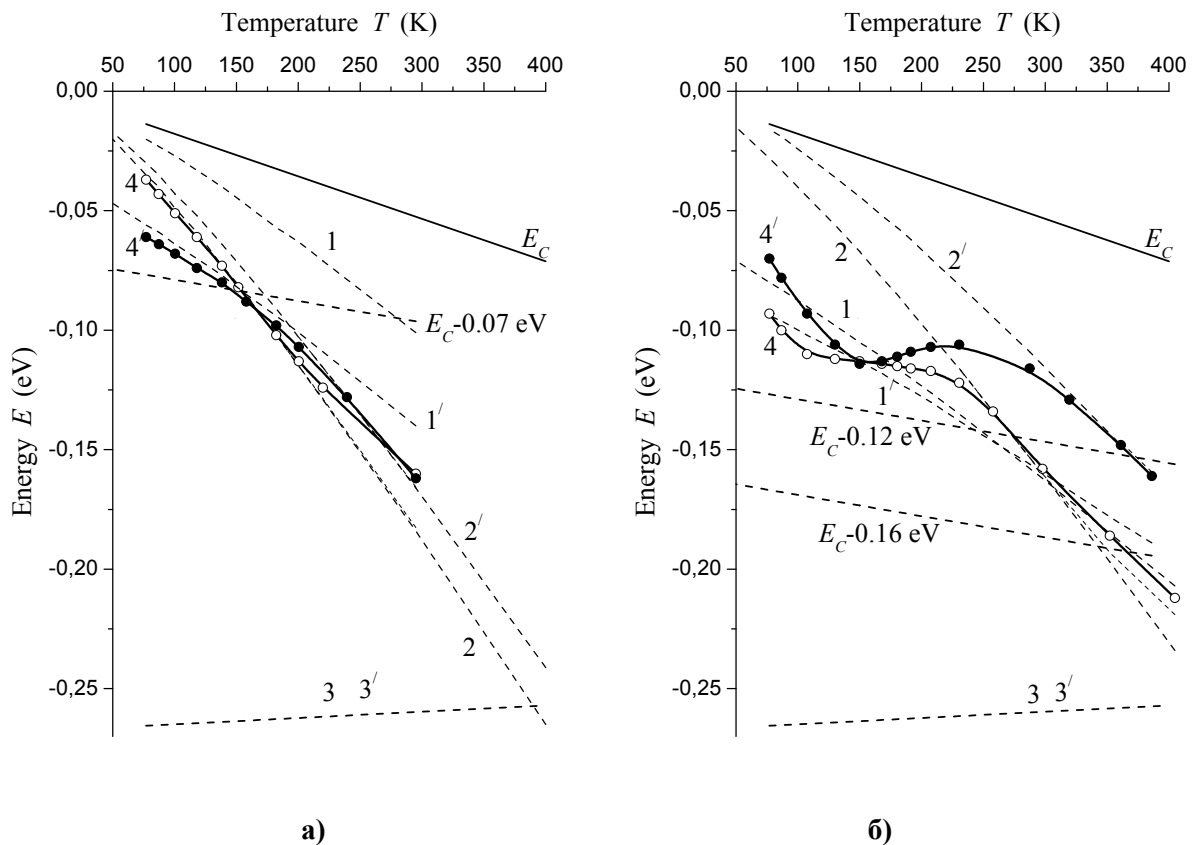 Temperature T (K)
50 100 150 200 250 300 350 400
0,00
-0,05
-0,10
-0,15
-0,20
-0,25
Energy E (eV)
E_C
1
4
4/
E_C-0.07 eV
1/
2/
2
3 3/
а)
Temperature T (K)
50 100 150 200 250 300 350 400
0,00
-0,05
-0,10
-0,15
-0,20
-0,25
Energy E (eV)
E_C
4/
2
2/
1
4
1/
E_C-0.12 eV
E_C-0.16 eV
3 3/
б)